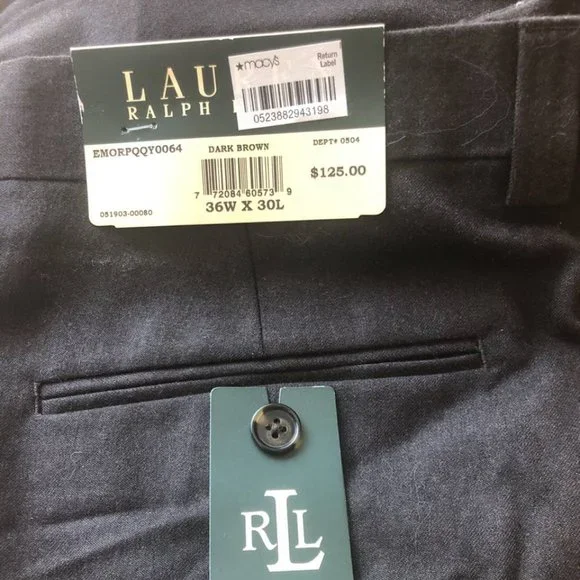 LAU
RALPH
★macy's
Return
Label
0523882943198
EMORPQQY0064
DARK BROWN
DEPT# 0504
7 72084 60573 9
$125.00
051903-00080
36W X 30L
RLL